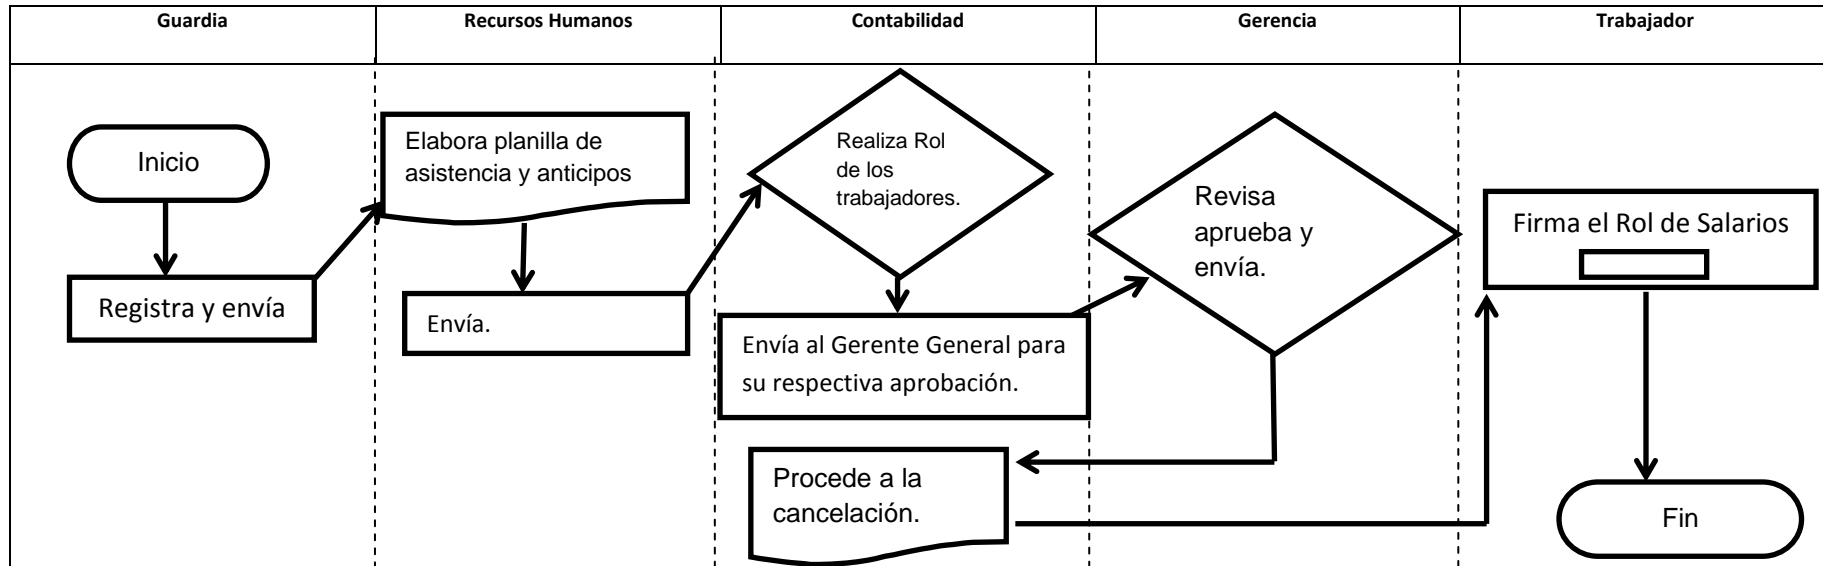 Guardia
Recursos Humanos
Contabilidad
Gerencia
Trabajador
Inicio
Registra y envía
Elabora planilla de
asistencia y anticipos
Envía.
Realiza Rol
de los
trabajadores.
Envía al Gerente General para
su respectiva aprobación.
Procede a la
cancelación.
Revisa
aprueba y
envía.
Firma el Rol de Salarios
Fin